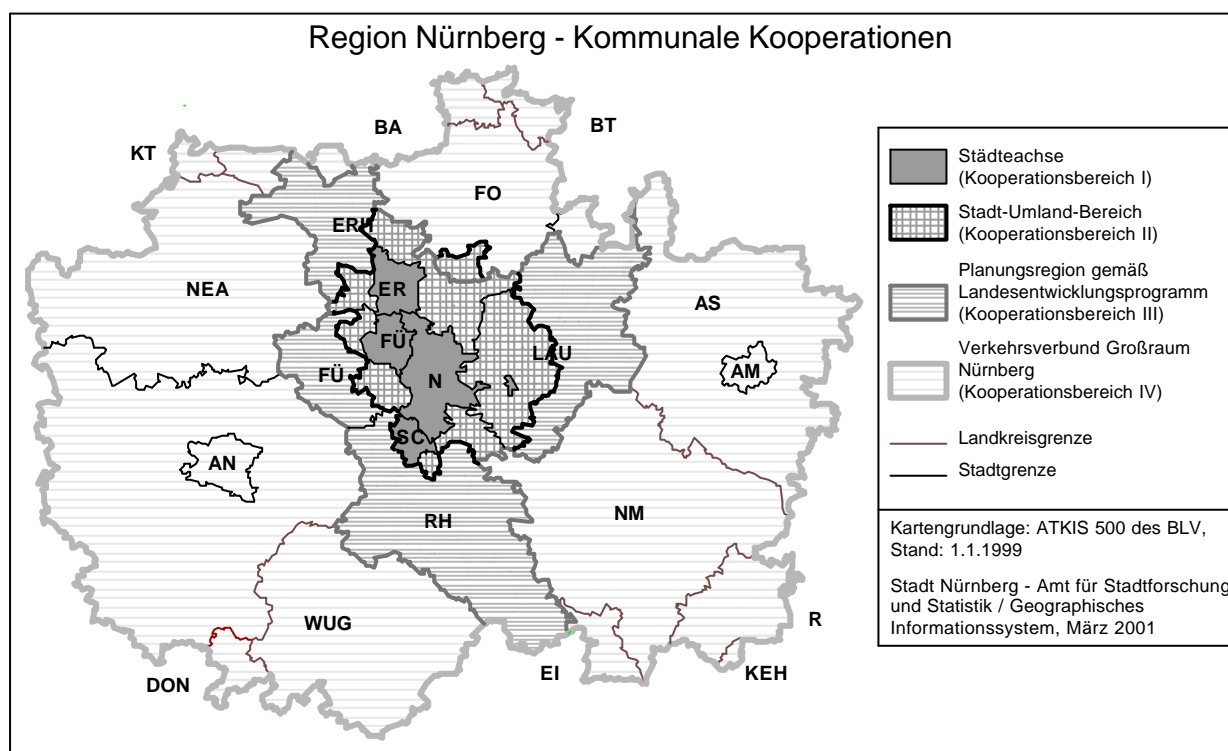 Region Nürnberg - Kommunale Kooperationen
BA
BT
KT
FO
ERH
NEA
ER
AS
FÜ
LAU
FÜ
N
AM
SC
AN
RH
NM
WUG
R
EI
KEH
DON
Städteachse
(Kooperationsbereich I)
Stadt-Umland-Bereich
(Kooperationsbereich II)
Planungsregion gemäß
Landesentwicklungsprogramm
(Kooperationsbereich III)
Verkehrsverbund Großraum
Nürnberg
(Kooperationsbereich IV)
Landkreisgrenze
Stadtgrenze
Kartengrundlage: ATKIS 500 des BLV,
Stand: 1.1.1999
Stadt Nürnberg - Amt für Stadtforschung
und Statistik / Geographisches
Informationssystem, März 2001